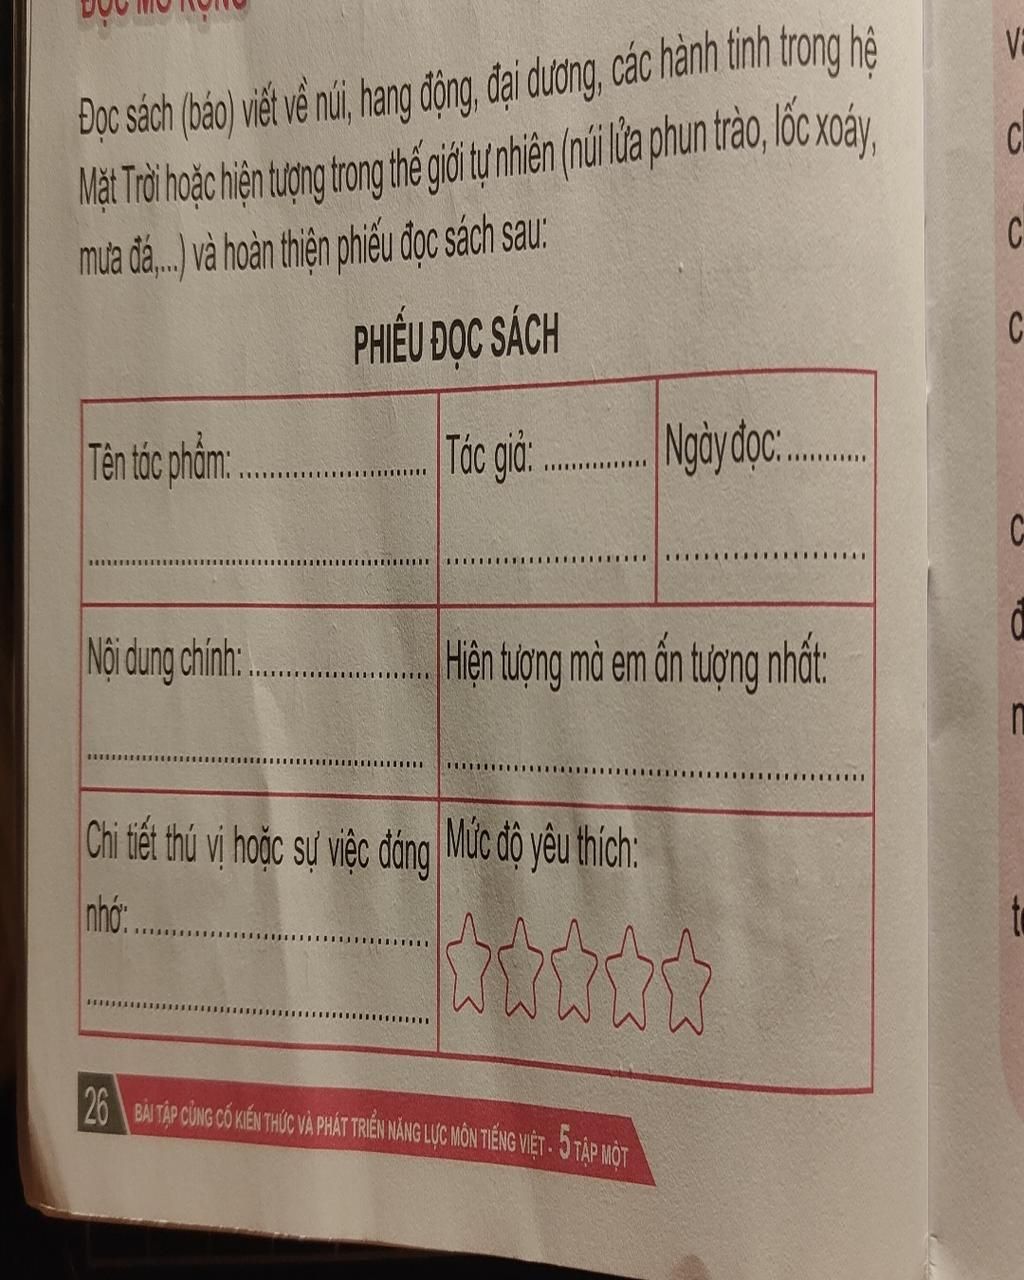 ĐỌC MỞ RỘNG
Đọc sách (báo) viết về núi, hang động, đại dương, các hành tinh trong hệ
Mặt Trời hoặc hiện tượng trong thế giới tự nhiên (núi lửa phun trào, lốc xoáy,
mưa đá,...) và hoàn thiện phiếu đọc sách sau:
PHIẾU ĐỌC SÁCH
Tên tác phẩm: ........................
Tác giả: ...............
Ngày đọc: ...........
Nội dung chính: ........................
Hiện tượng mà em ấn tượng nhất:
Chi tiết thú vị hoặc sự việc đáng
nhớ: ........................
Mức độ yêu thích:
26 BÀI TẬP CỦNG CỐ KIẾN THỨC VÀ PHÁT TRIỂN NĂNG LỰC MÔN TIẾNG VIỆT - 5 TẬP MỘT